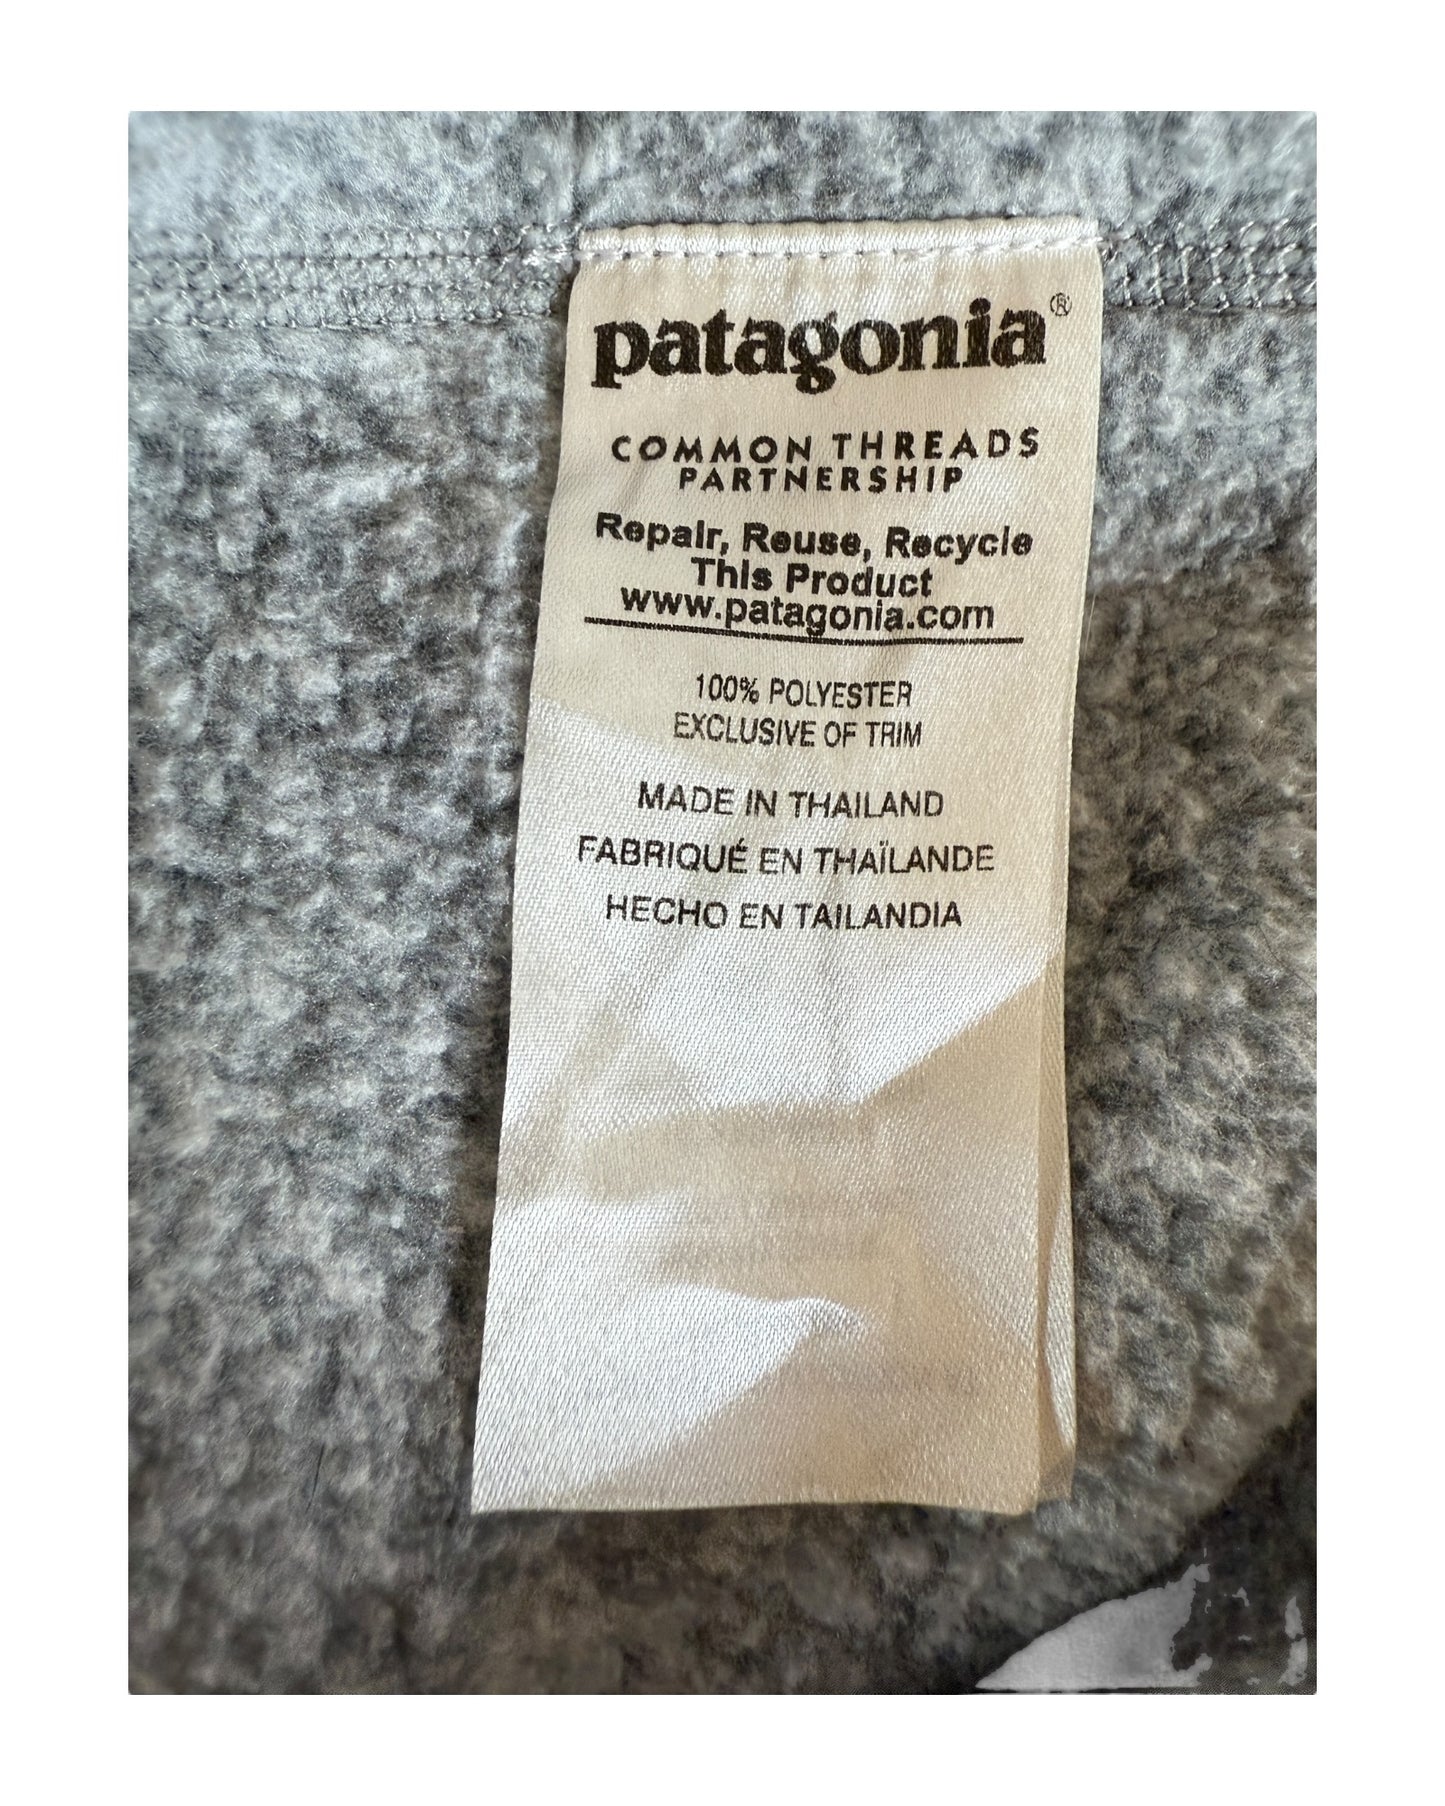 patagonia®
COMMON THREADS
PARTNERSHIP
Repair, Reuse, Recycle
This Product
www.patagonia.com
100% POLYESTER
EXCLUSIVE OF TRIM
MADE IN THAILAND
FABRIQUÉ EN THAÏLANDE
HECHO EN TAILANDIA